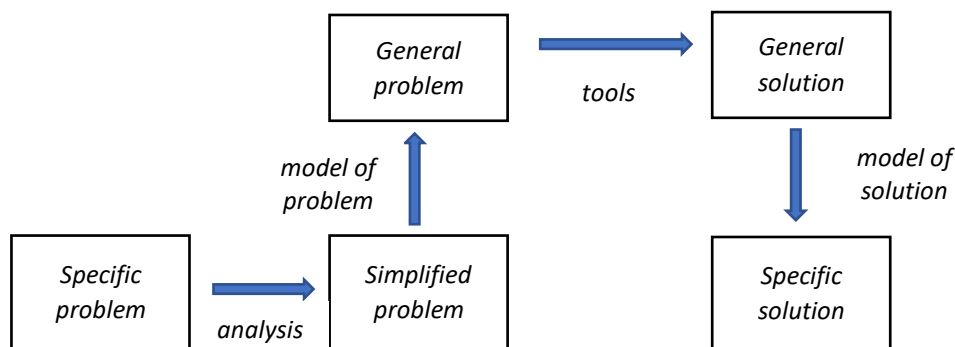 General
problem
tools
General
solution
model of
problem
model of
solution
Specific
problem
analysis
Simplified
problem
Specific
solution